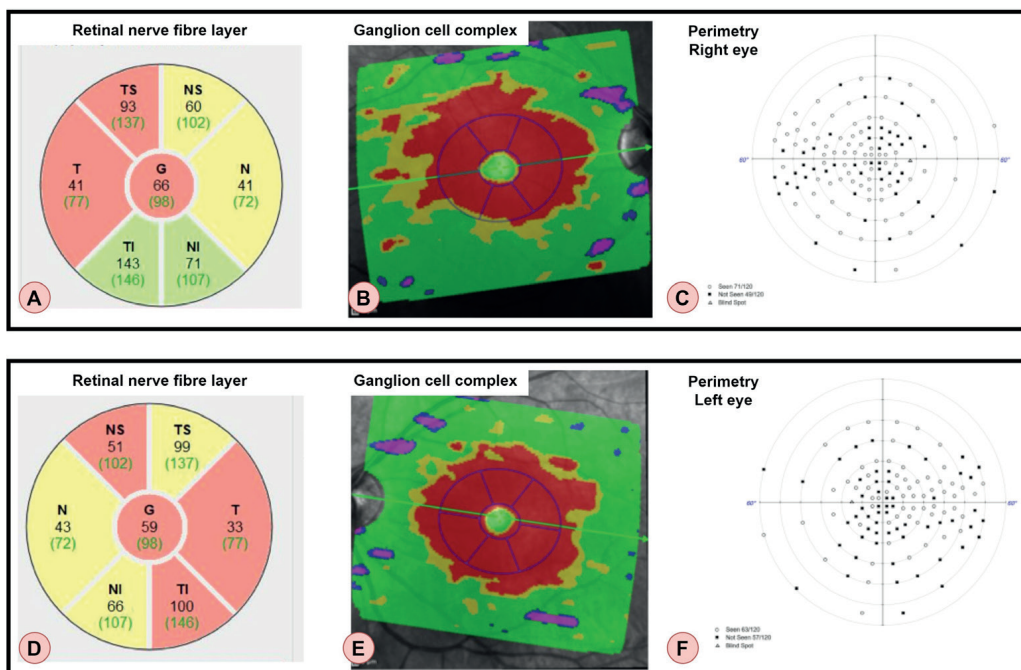 Retinal nerve fibre layer
TS
93
(137)
NS
60
(102)
T
41
(77)
G
66
(98)
N
41
(72)
TI
143
(146)
NI
71
(107)
A
Ganglion cell complex
B
Perimetry
Right eye
60°
60°
Seen 71/120
Not Seen 49/120
Blind Spot
C
Retinal nerve fibre layer
NS
51
(102)
TS
99
(137)
N
43
(72)
G
59
(98)
T
33
(77)
NI
66
(107)
TI
100
(146)
D
Ganglion cell complex
E
Perimetry
Left eye
60°
60°
Seen 63/120
Not Seen 57/120
Blind Spot
F